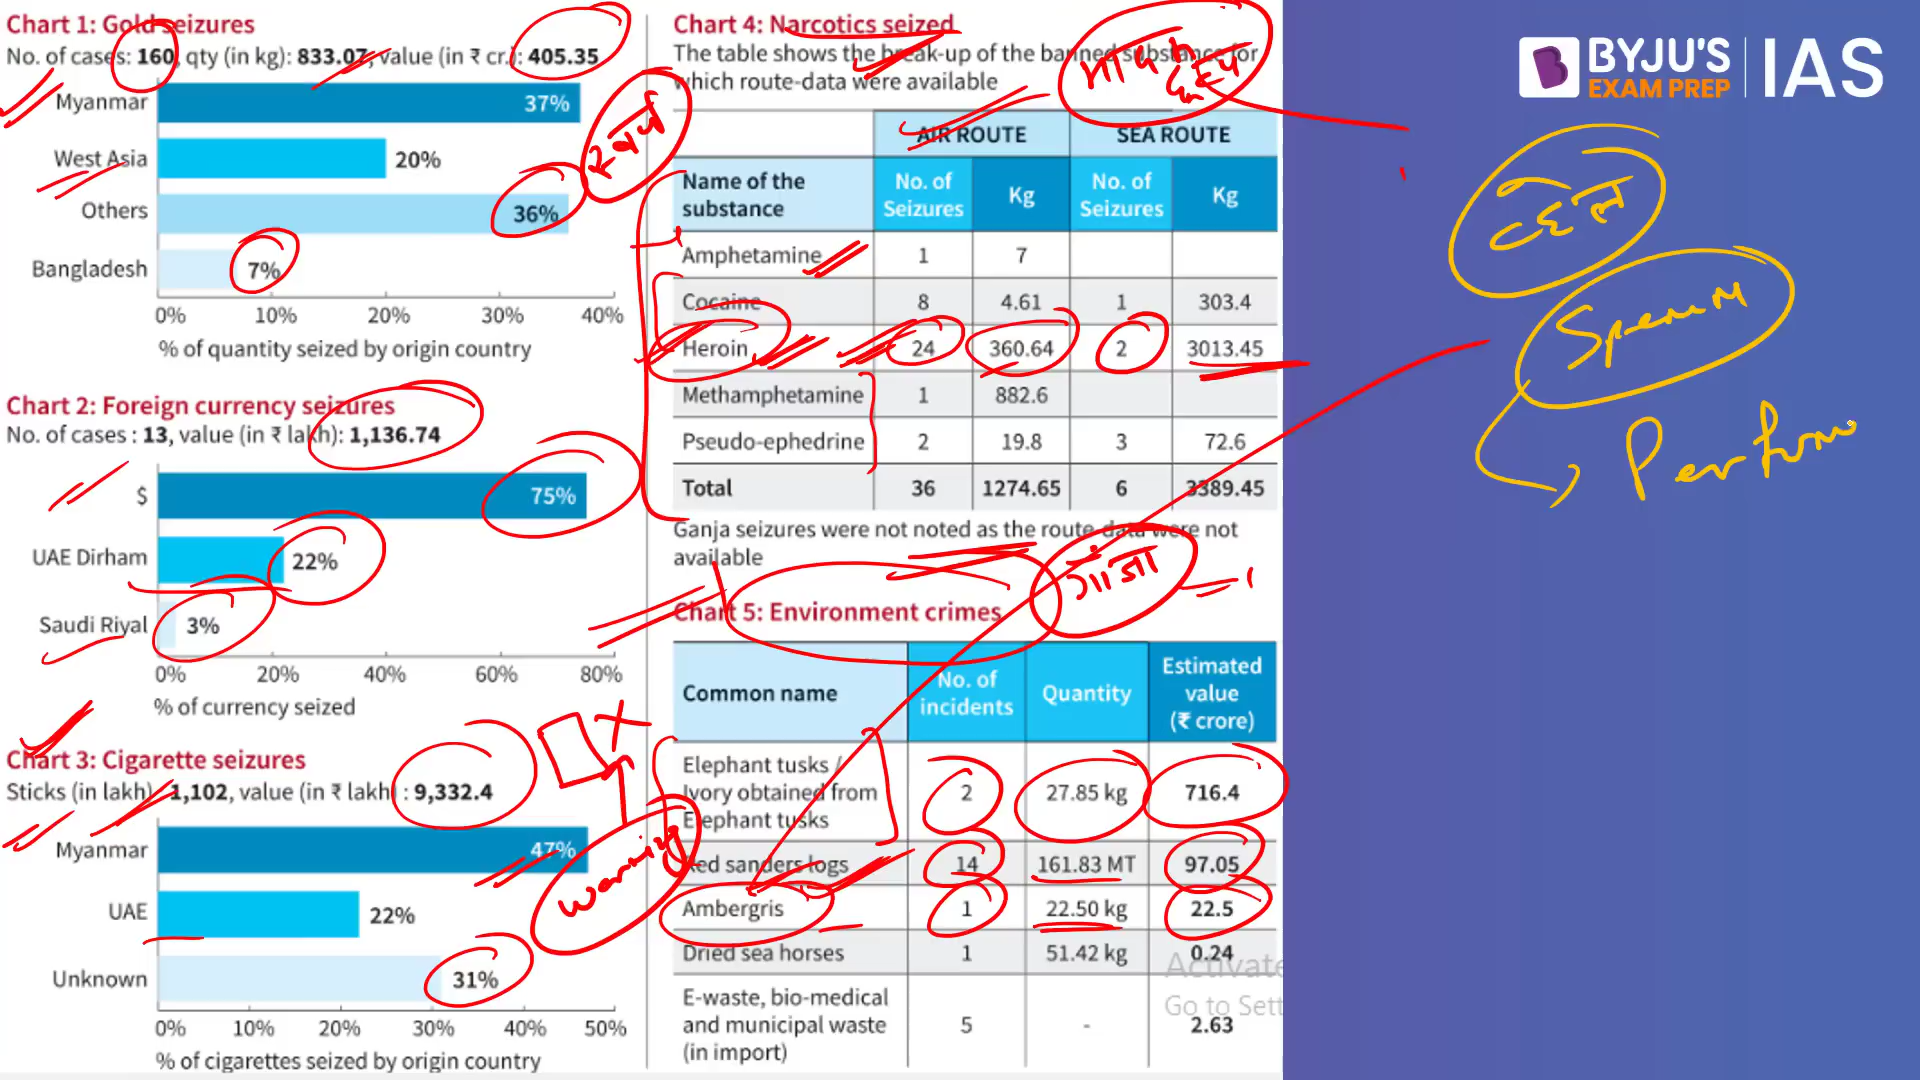 Chart 1: Gold seizures
No. of cases: 160, qty (in kg): 833.07, value (in ₹ cr.): 405.35
Myanmar 37%
West Asia 20%
Others 36%
Bangladesh 7%
0% 10% 20% 30% 40%
% of quantity seized by origin country
स्वर्ण
Chart 2: Foreign currency seizures
No. of cases : 13, value (in ₹ lakh): 1,136.74
$ 75%
UAE Dirham 22%
Saudi Riyal 3%
0% 20% 40% 60% 80%
% of currency seized
Chart 3: Cigarette seizures
Sticks (in lakh) 1,102, value (in ₹ lakh) : 9,332.4
Myanmar 47%
UAE 22%
Unknown 31%
0% 10% 20% 30% 40% 50%
% of cigarettes seized by origin country
warning
Chart 4: Narcotics seized
The table shows the break-up of the banned substance for
which route-data were available
AIR ROUTE SEA ROUTE
Name of the substance No. of Seizures Kg No. of Seizures Kg
Amphetamine 1 7
Cocaine 8 4.61 1 303.4
Heroin 24 360.64 2 3013.45
Methamphetamine 1 882.6
Pseudo-ephedrine 2 19.8 3 72.6
Total 36 1274.65 6 3389.45
Ganja seizures were not noted as the route-data were not
available
गांजा
Chart 5: Environment crimes
Common name No. of incidents Quantity Estimated value (₹ crore)
Elephant tusks /
Ivory obtained from
Elephant tusks 2 27.85 kg 716.4
Red sanders logs 14 161.83 MT 97.05
Ambergris 1 22.50 kg 22.5
Dried sea horses 1 51.42 kg 0.24
E-waste, bio-medical
and municipal waste
(in import) 5 - 2.63
Activate
Go to Sett
BYJU'S
EXAM PREP
IAS
व्हेल
Sperm
Perfum